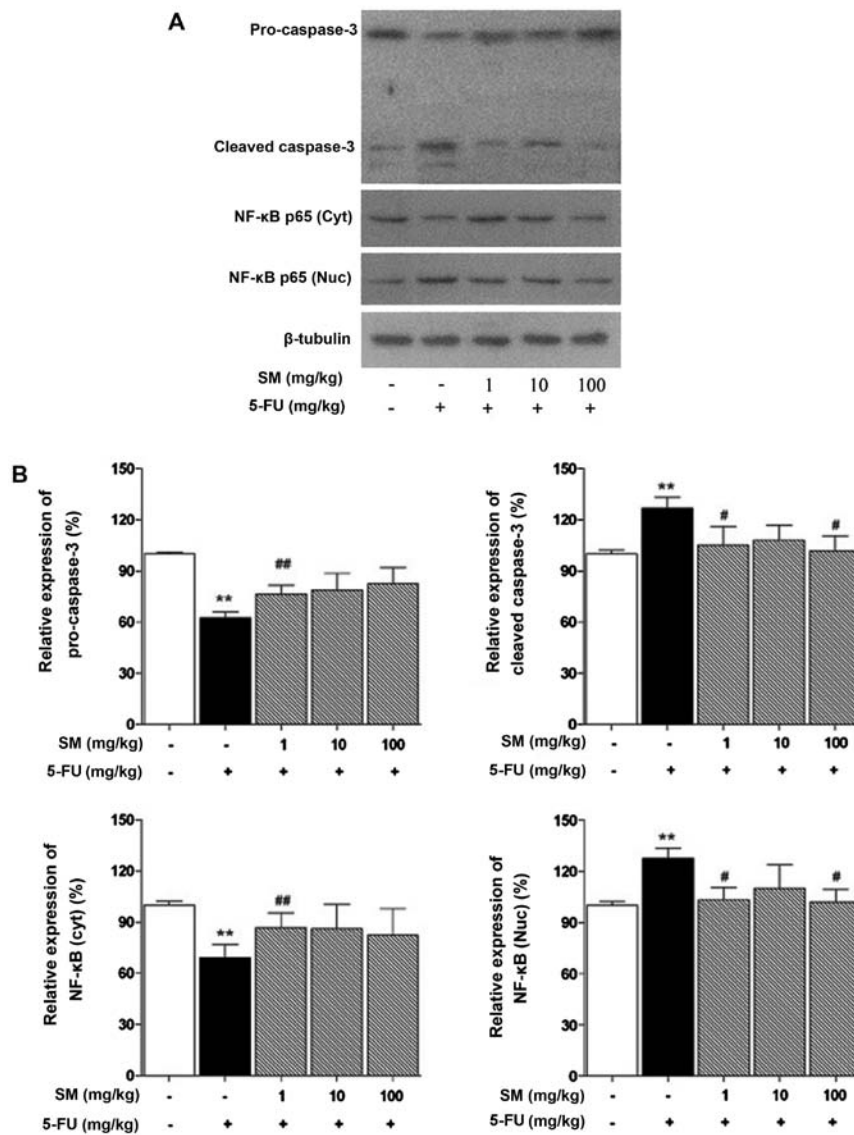 A
Pro-caspase-3
Cleaved caspase-3
NF-κB p65 (Cyt)
NF-κB p65 (Nuc)
β-tubulin
SM (mg/kg) - - 1 10 100
5-FU (mg/kg) - + + + +
B
Relative expression of
pro-caspase-3 (%)
150
120
90
60
30
0
**
##
SM (mg/kg) - - 1 10 100
5-FU (mg/kg) - + + + +
Relative expression of
cleaved caspase-3 (%)
150
120
90
60
30
0
**
#
#
SM (mg/kg) - - 1 10 100
5-FU (mg/kg) - + + + +
Relative expression of
NF-κB (cyt) (%)
150
120
90
60
30
0
**
##
SM (mg/kg) - - 1 10 100
5-FU (mg/kg) - + + + +
Relative expression of
NF-κB (Nuc) (%)
150
120
90
60
30
0
**
#
#
SM (mg/kg) - - 1 10 100
5-FU (mg/kg) - + + + +